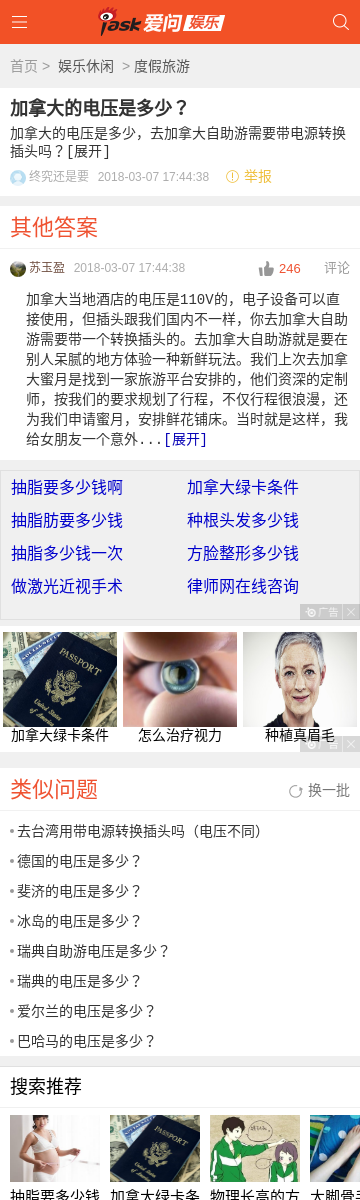 iask爱问娱乐
首页 > 娱乐休闲 > 度假旅游
加拿大的电压是多少？
加拿大的电压是多少，去加拿大自助游需要带电源转换
插头吗？[展开]
终究还是要 2018-03-07 17:44:38 举报
其他答案
苏玉盈 2018-03-07 17:44:38 246 评论
加拿大当地酒店的电压是110V的，电子设备可以直
接使用，但插头跟我们国内不一样，你去加拿大自助
游需要带一个转换插头的。去加拿大自助游就是要在
别人呆腻的地方体验一种新鲜玩法。我们上次去加拿
大蜜月是找到一家旅游平台安排的，他们资深的定制
师，按我们的要求规划了行程，不仅行程很浪漫，还
为我们申请蜜月，安排鲜花铺床。当时就是这样，我
给女朋友一个意外...[展开]
抽脂要多少钱啊 加拿大绿卡条件
抽脂肪要多少钱 种根头发多少钱
抽脂多少钱一次 方脸整形多少钱
做激光近视手术 律师网在线咨询
广告
PASSPORT
United States
of America
加拿大绿卡条件 怎么治疗视力 种植真眉毛
广告
类似问题 换一批
去台湾用带电源转换插头吗（电压不同）
德国的电压是多少？
斐济的电压是多少？
冰岛的电压是多少？
瑞典自助游电压是多少？
瑞典的电压是多少？
爱尔兰的电压是多少？
巴哈马的电压是多少？
搜索推荐
PASSPORT
抽脂要多少钱 加拿大绿卡条 物理长高的方 大脚骨